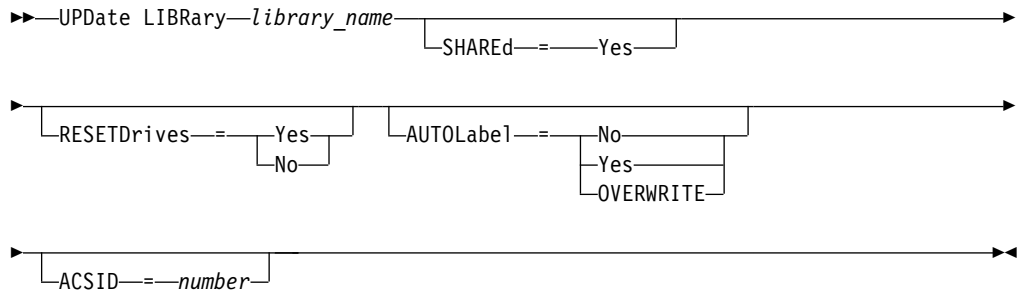 UPDate LIBRary library_name
SHAREd = Yes
RESETDrives = Yes AUTOLabel = No
No Yes
OVERWRITE
ACSID = number